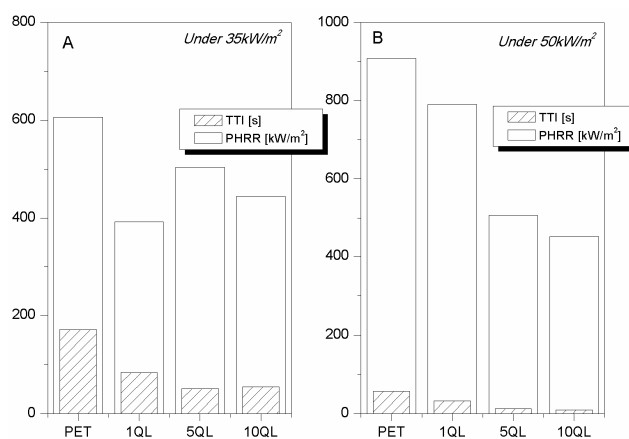 800
A
Under 35kW/m²
600
TTI [s]
PHRR [kW/m²]
400
200
0
PET 1QL 5QL 10QL
1000
B
Under 50kW/m²
800
TTI [s]
PHRR [kW/m²]
600
400
200
0
PET 1QL 5QL 10QL